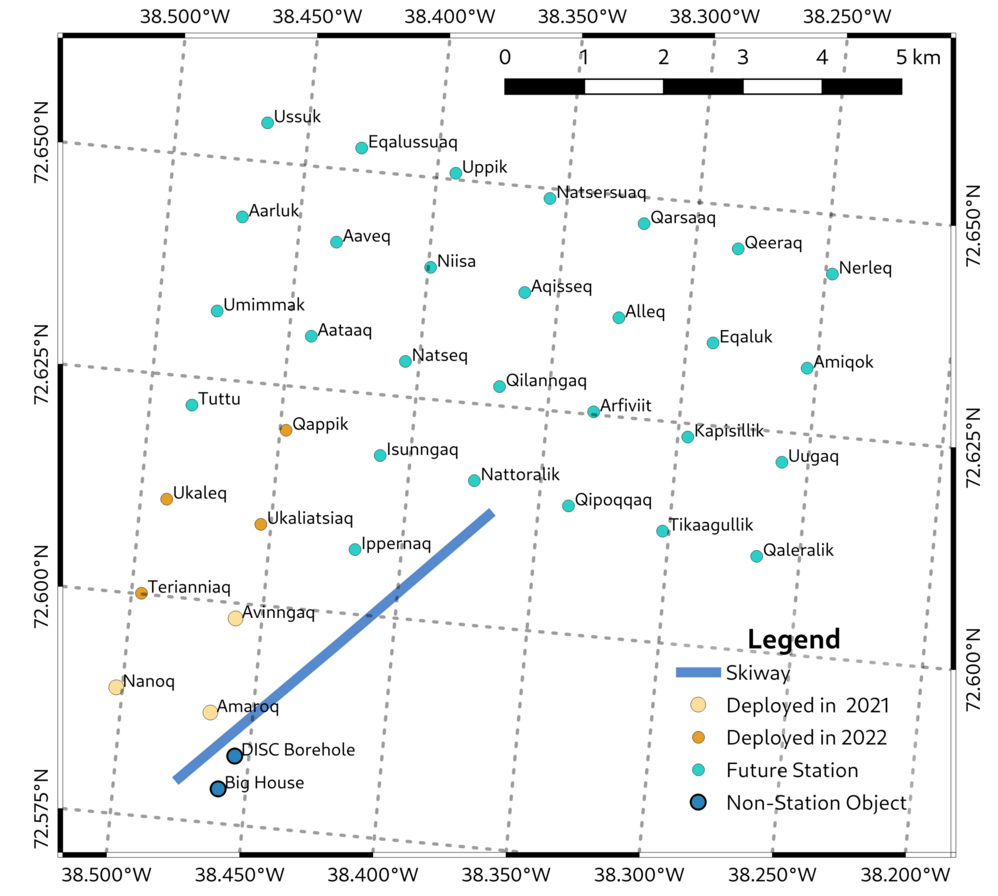 38.500°W 38.450°W 38.400°W 38.350°W 38.300°W 38.250°W
0 1 2 3 4 5 km
72.650°N
72.625°N
72.600°N
72.575°N
72.650°N
72.625°N
72.600°N
Ussuk
Eqalussuaq
Uppik
Natsersuaq
Qarsaaq
Qeeraq
Nerleq
Aarluk
Aaveq
Niisa
Aqisseq
Alleq
Eqaluk
Amiqok
Umimmak
Aataaq
Natseq
Qilanngaq
Arfiviit
Kapisillik
Uugaq
Tuttu
Qappik
Isunngaq
Nattoralik
Qipoqqaq
Tikaagullik
Qaleralik
Ukaleq
Ukaliatsiaq
Ippernaq
Terianniaq
Avinngaq
Nanoq
Amaroq
DISC Borehole
Big House
Legend
Skiway
Deployed in 2021
Deployed in 2022
Future Station
Non-Station Object
38.500°W 38.450°W 38.400°W 38.350°W 38.300°W 38.250°W 38.200°W